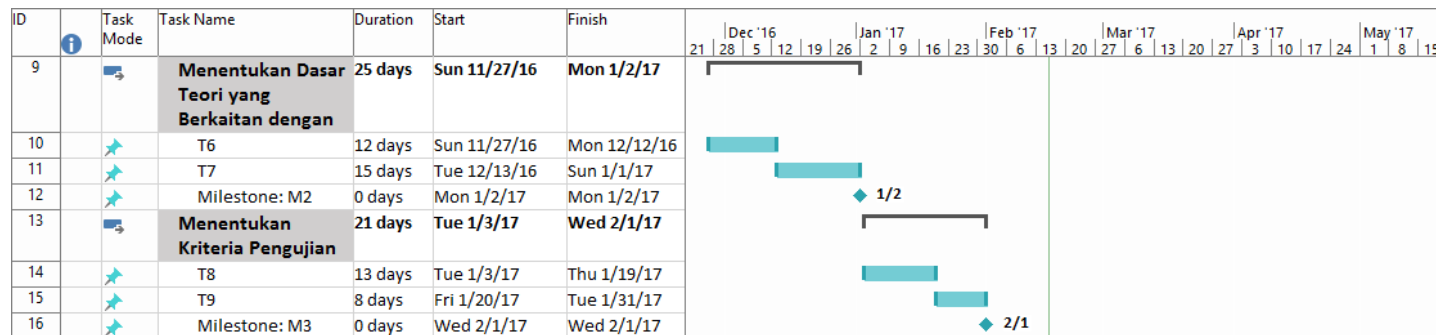 ID Task Mode Task Name Duration Start Finish
Dec '16 Jan '17 Feb '17 Mar '17 Apr '17 May '17
21 28 5 12 19 26 2 9 16 23 30 6 13 20 27 6 13 20 27 3 10 17 24 1 8 15
9 Menentukan Dasar Teori yang Berkaitan dengan 25 days Sun 11/27/16 Mon 1/2/17
10 T6 12 days Sun 11/27/16 Mon 12/12/16
11 T7 15 days Tue 12/13/16 Sun 1/1/17
12 Milestone: M2 0 days Mon 1/2/17 Mon 1/2/17 1/2
13 Menentukan Kriteria Pengujian 21 days Tue 1/3/17 Wed 2/1/17
14 T8 13 days Tue 1/3/17 Thu 1/19/17
15 T9 8 days Fri 1/20/17 Tue 1/31/17
16 Milestone: M3 0 days Wed 2/1/17 Wed 2/1/17 2/1